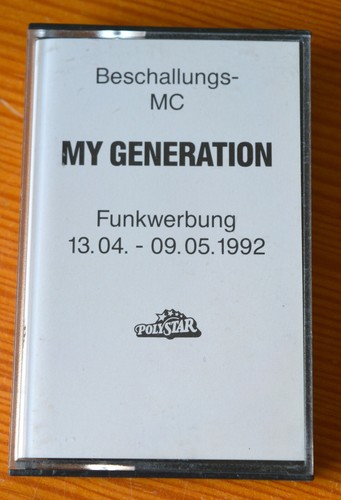 Beschallungs-
MC
MY GENERATION
Funkwerbung
13.04. - 09.05.1992
POLYSTAR